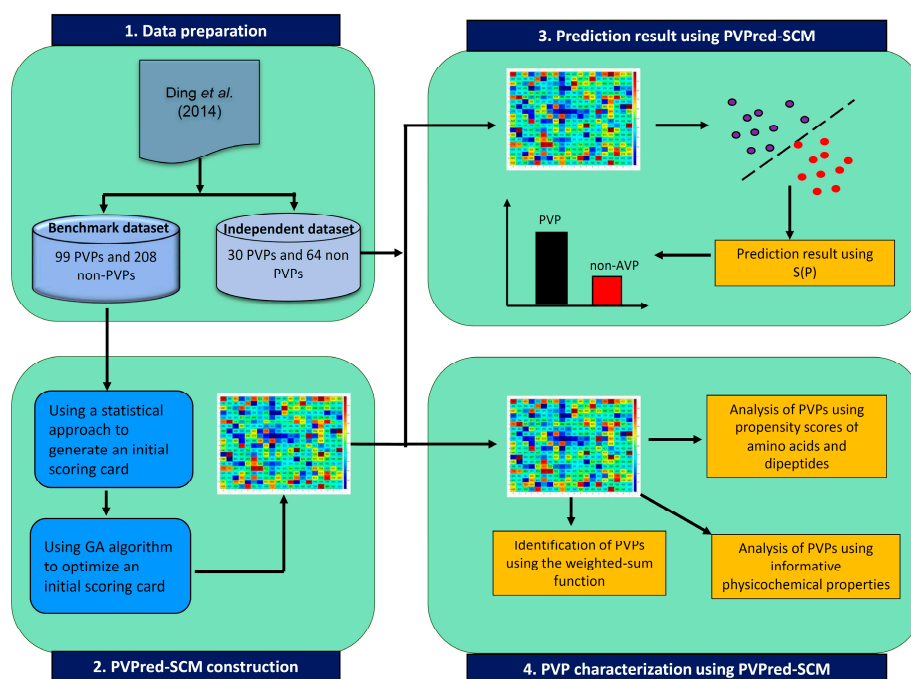 1. Data preparation
Ding et al.
(2014)
Benchmark dataset
99 PVPs and 208
non-PVPs
Independent dataset
30 PVPs and 64 non
PVPs
2. PVPred-SCM construction
Using a statistical
approach to
generate an initial
scoring card
Using GA algorithm
to optimize an
initial scoring card
3. Prediction result using PVPred-SCM
PVP
non-AVP
Prediction result using
S(P)
4. PVP characterization using PVPred-SCM
Analysis of PVPs using
propensity scores of
amino acids and
dipeptides
Identification of PVPs
using the weighted-sum
function
Analysis of PVPs using
informative
physicochemical properties